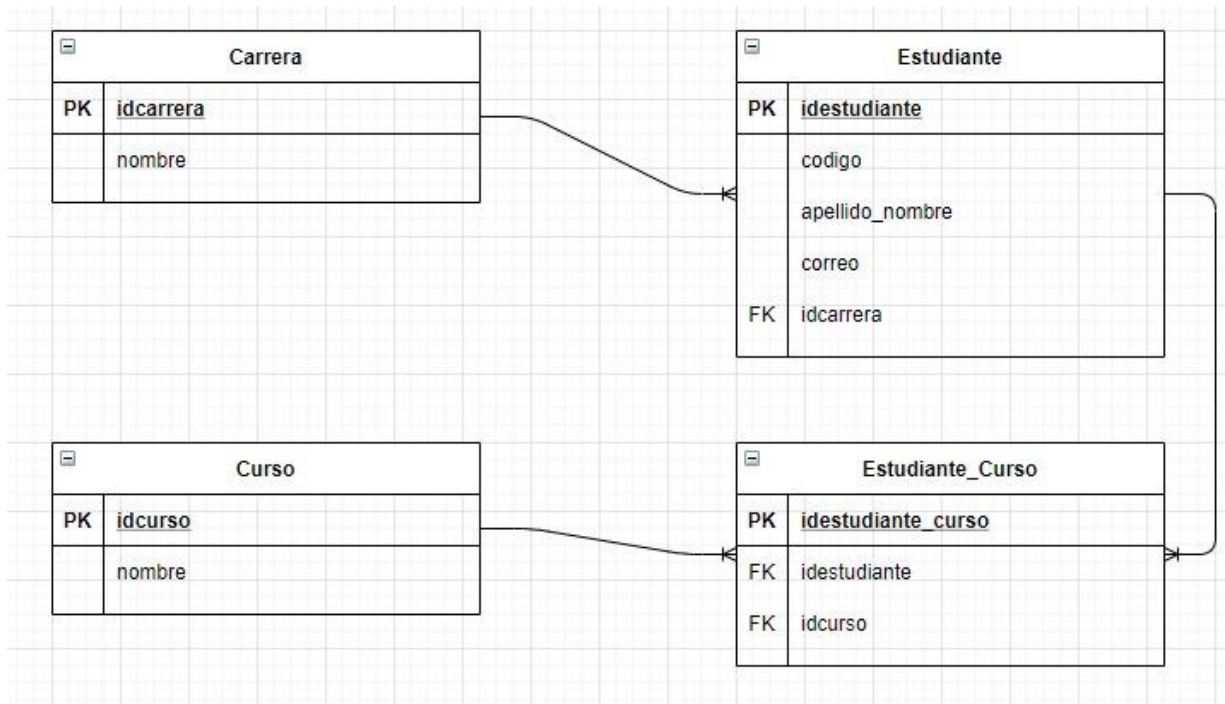 Carrera
PK idcarrera
nombre
Estudiante
PK idestudiante
codigo
apellido_nombre
correo
FK idcarrera
Curso
PK idcurso
nombre
Estudiante_Curso
PK idestudiante_curso
FK idestudiante
FK idcurso